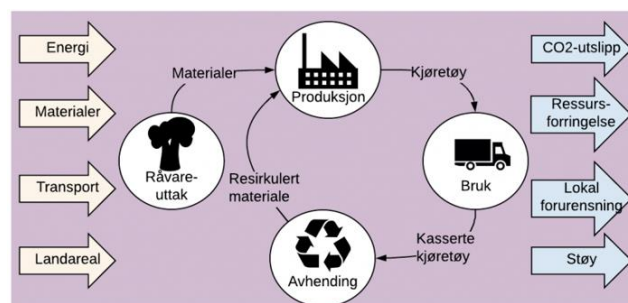 Energi
Materialer
Transport
Landareal
Materialer
Produksjon
Kjøretøy
Råvare-
uttak
Resirkulert
materiale
Bruk
Kasserte
kjøretøy
Avhending
CO2-utslipp
Ressurs-
forringelse
Lokal
forurensning
Støy